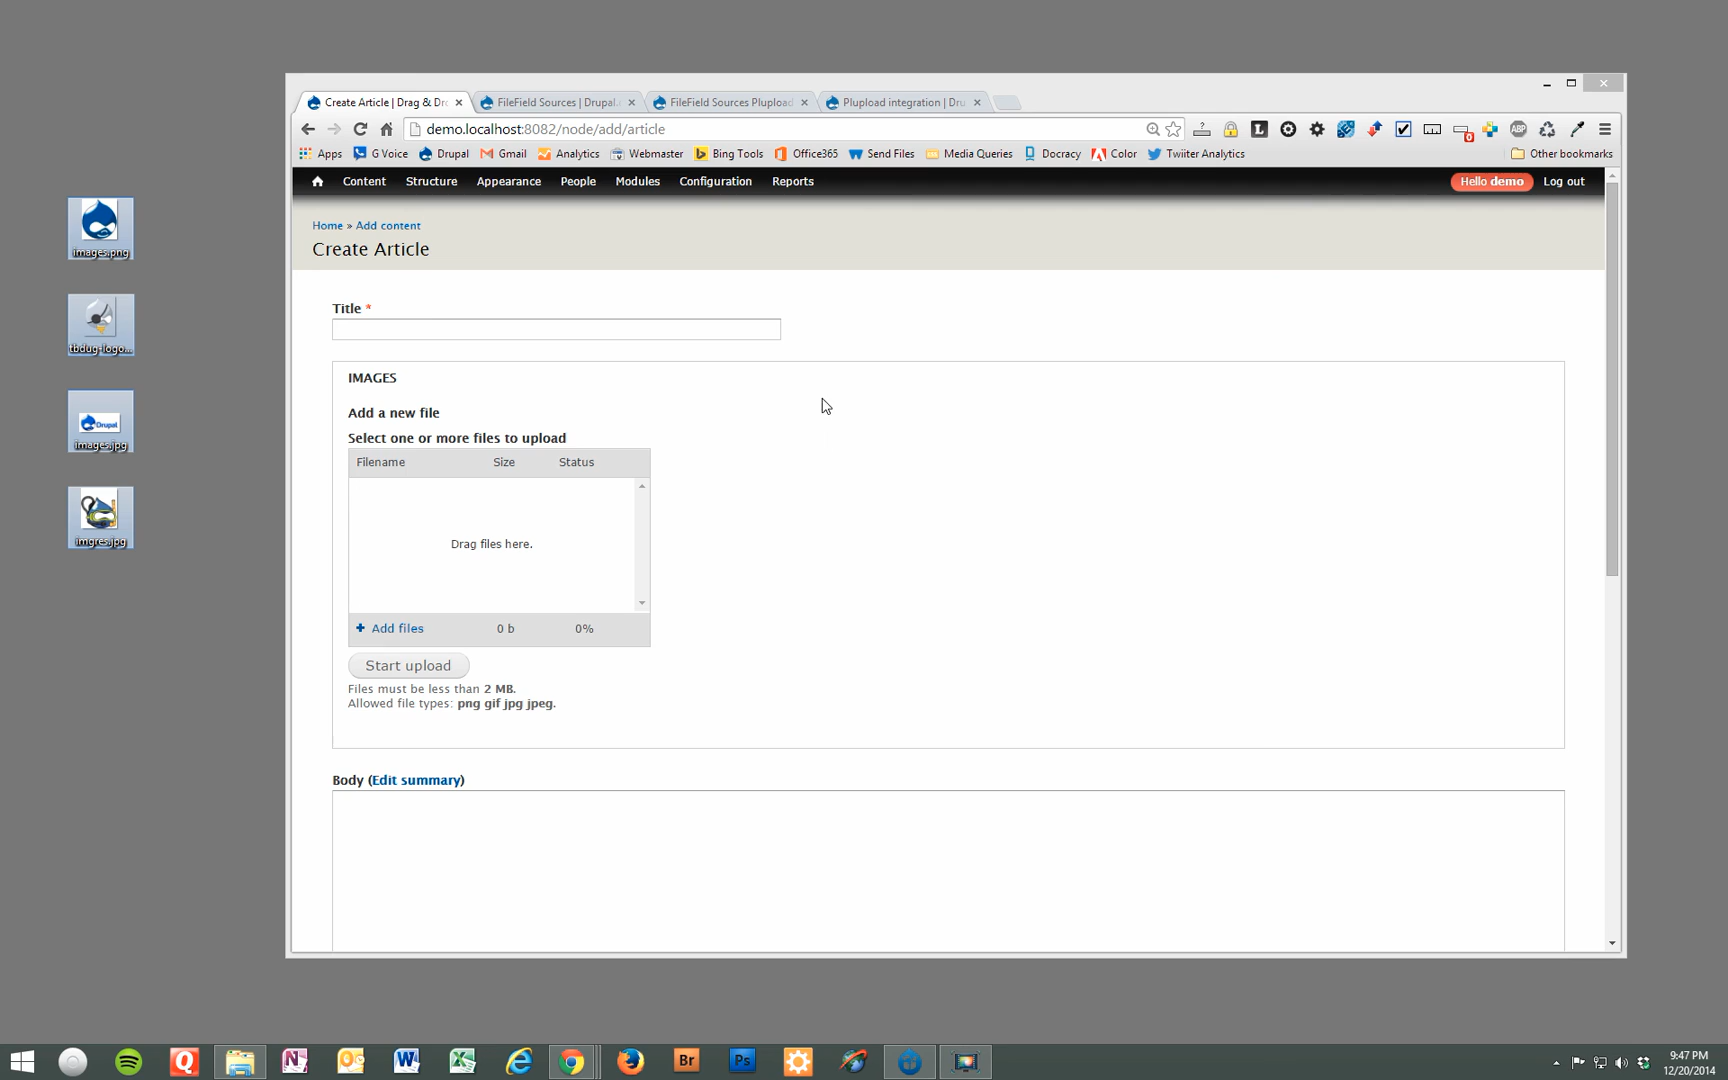 Create Article | Drag & Dr
FileField Sources | Drupal.
FileField Sources Plupload
Plupload integration | Dru
demo.localhost:8082/node/add/article
Apps G Voice Drupal Gmail Analytics Webmaster Bing Tools Office365 Send Files Media Queries Docracy Color Twiiter Analytics Other bookmarks
Content Structure Appearance People Modules Configuration Reports Hello demo Log out
Home » Add content
Create Article
images.png
tbdug-logo...
images.jpg
imgres.jpg
Title *
IMAGES
Add a new file
Select one or more files to upload
Filename Size Status
Drag files here.
Add files 0 b 0%
Start upload
Files must be less than 2 MB.
Allowed file types: png gif jpg jpeg.
Body (Edit summary)
Br Ps
9:47 PM
12/20/2014